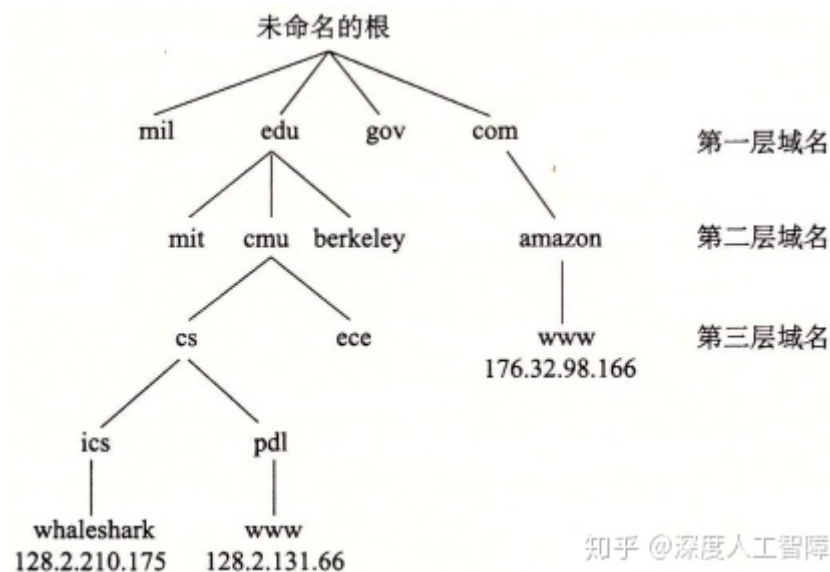 未命名的根
mil edu gov com 第一层域名
mit cmu berkeley amazon 第二层域名
cs ece www 第三层域名
176.32.98.166
ics pdl
whaleshark www
128.2.210.175 128.2.131.66
知乎 @深度人工智障